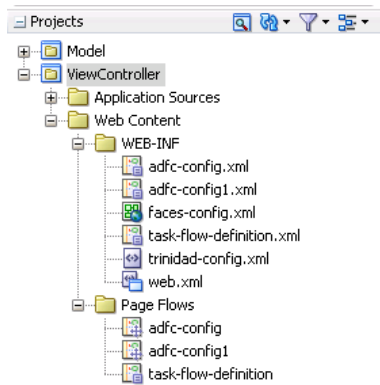 Projects
Model
ViewController
Application Sources
Web Content
WEB-INF
adfc-config.xml
adfc-config1.xml
faces-config.xml
task-flow-definition.xml
trinidad-config.xml
web.xml
Page Flows
adfc-config
adfc-config1
task-flow-definition